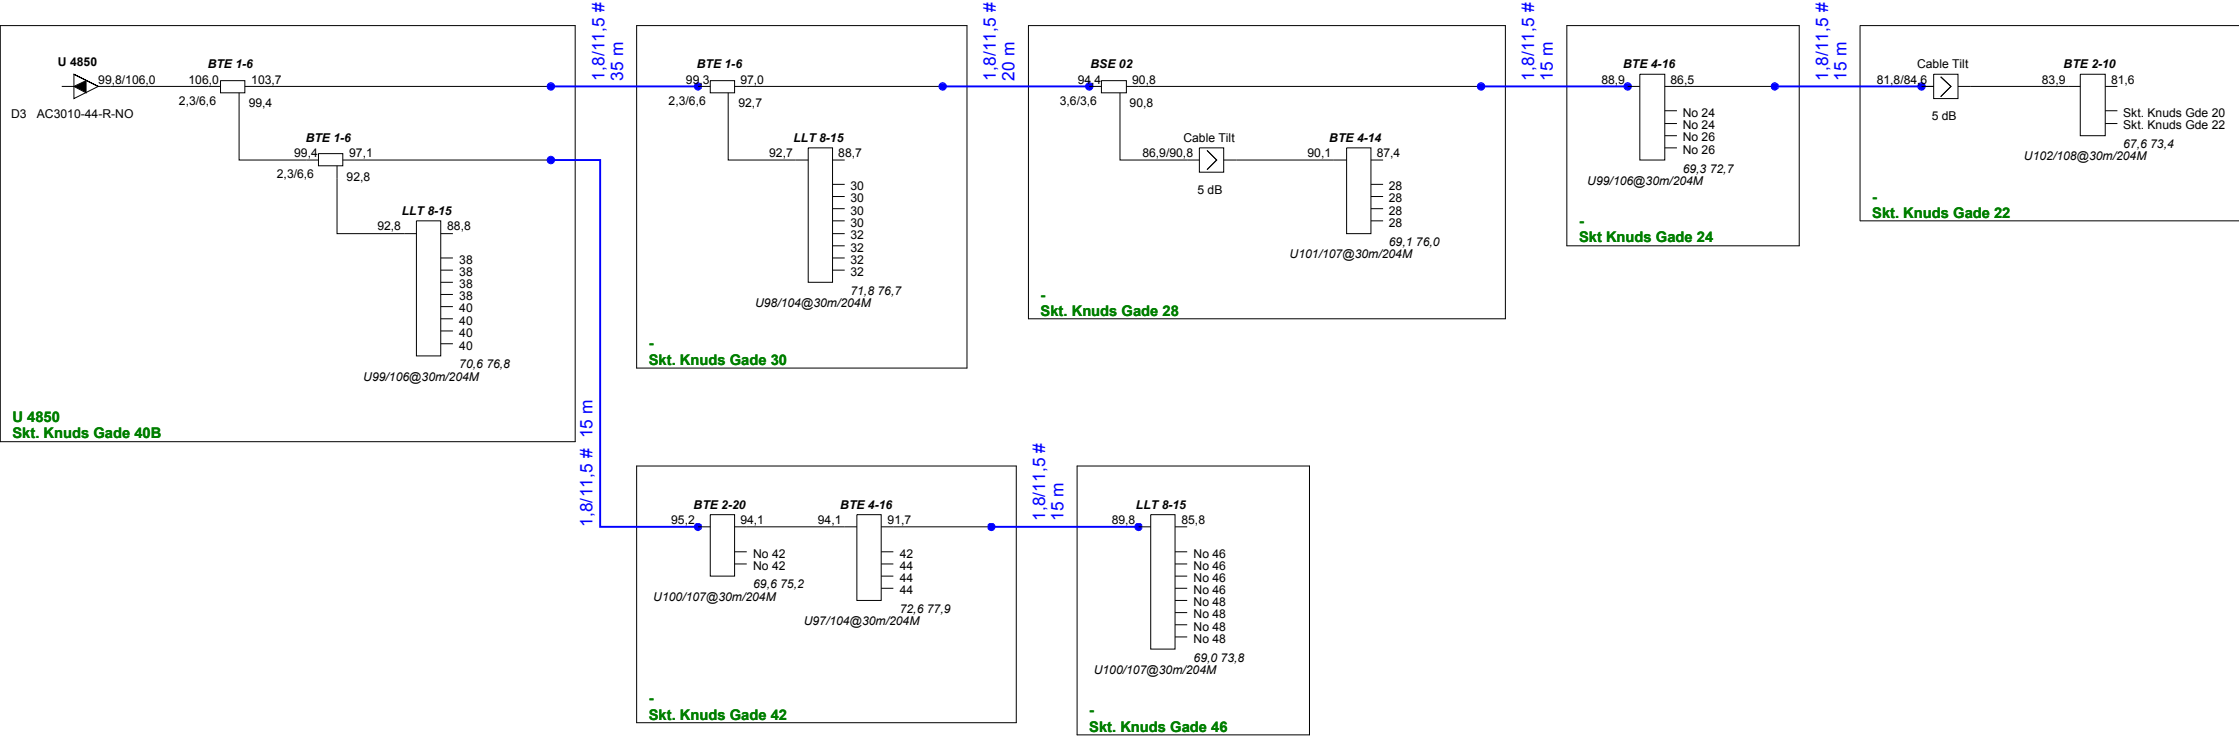 U 4850
99,8/106,0
D3 AC3010-44-R-NO
BTE 1-6
106,0
103,7
2,3/6,6
99,4
BTE 1-6
99,4
97,1
2,3/6,6
92,8
LLT 8-15
92,8
88,8
38
38
38
38
40
40
40
40
70,6 76,8
U99/106@30m/204M
U 4850
Skt. Knuds Gade 40B
1,8/11,5 #
35 m
BTE 1-6
99,3
97,0
2,3/6,6
92,7
LLT 8-15
92,7
88,7
30
30
30
30
32
32
32
32
71,8 76,7
U98/104@30m/204M
-
Skt. Knuds Gade 30
1,8/11,5 #
20 m
BSE 02
94,4
90,8
3,6/3,6
90,8
Cable Tilt
86,9/90,8
5 dB
BTE 4-14
90,1
87,4
28
28
28
28
69,1 76,0
U101/107@30m/204M
-
Skt. Knuds Gade 28
1,8/11,5 #
15 m
BTE 4-16
88,9
86,5
No 24
No 24
No 26
No 26
69,3 72,7
U99/106@30m/204M
-
Skt Knuds Gade 24
1,8/11,5 #
15 m
Cable Tilt
81,8/84,6
5 dB
BTE 2-10
83,9
81,6
Skt. Knuds Gde 20
Skt. Knuds Gde 22
67,6 73,4
U102/108@30m/204M
-
Skt. Knuds Gade 22
1,8/11,5 # 15 m
BTE 2-20
95,2
94,1
No 42
No 42
69,6 75,2
U100/107@30m/204M
BTE 4-16
94,1
91,7
42
44
44
44
72,6 77,9
U97/104@30m/204M
-
Skt. Knuds Gade 42
1,8/11,5 #
15 m
LLT 8-15
89,8
85,8
No 46
No 46
No 46
No 46
No 48
No 48
No 48
No 48
69,0 73,8
U100/107@30m/204M
-
Skt. Knuds Gade 46